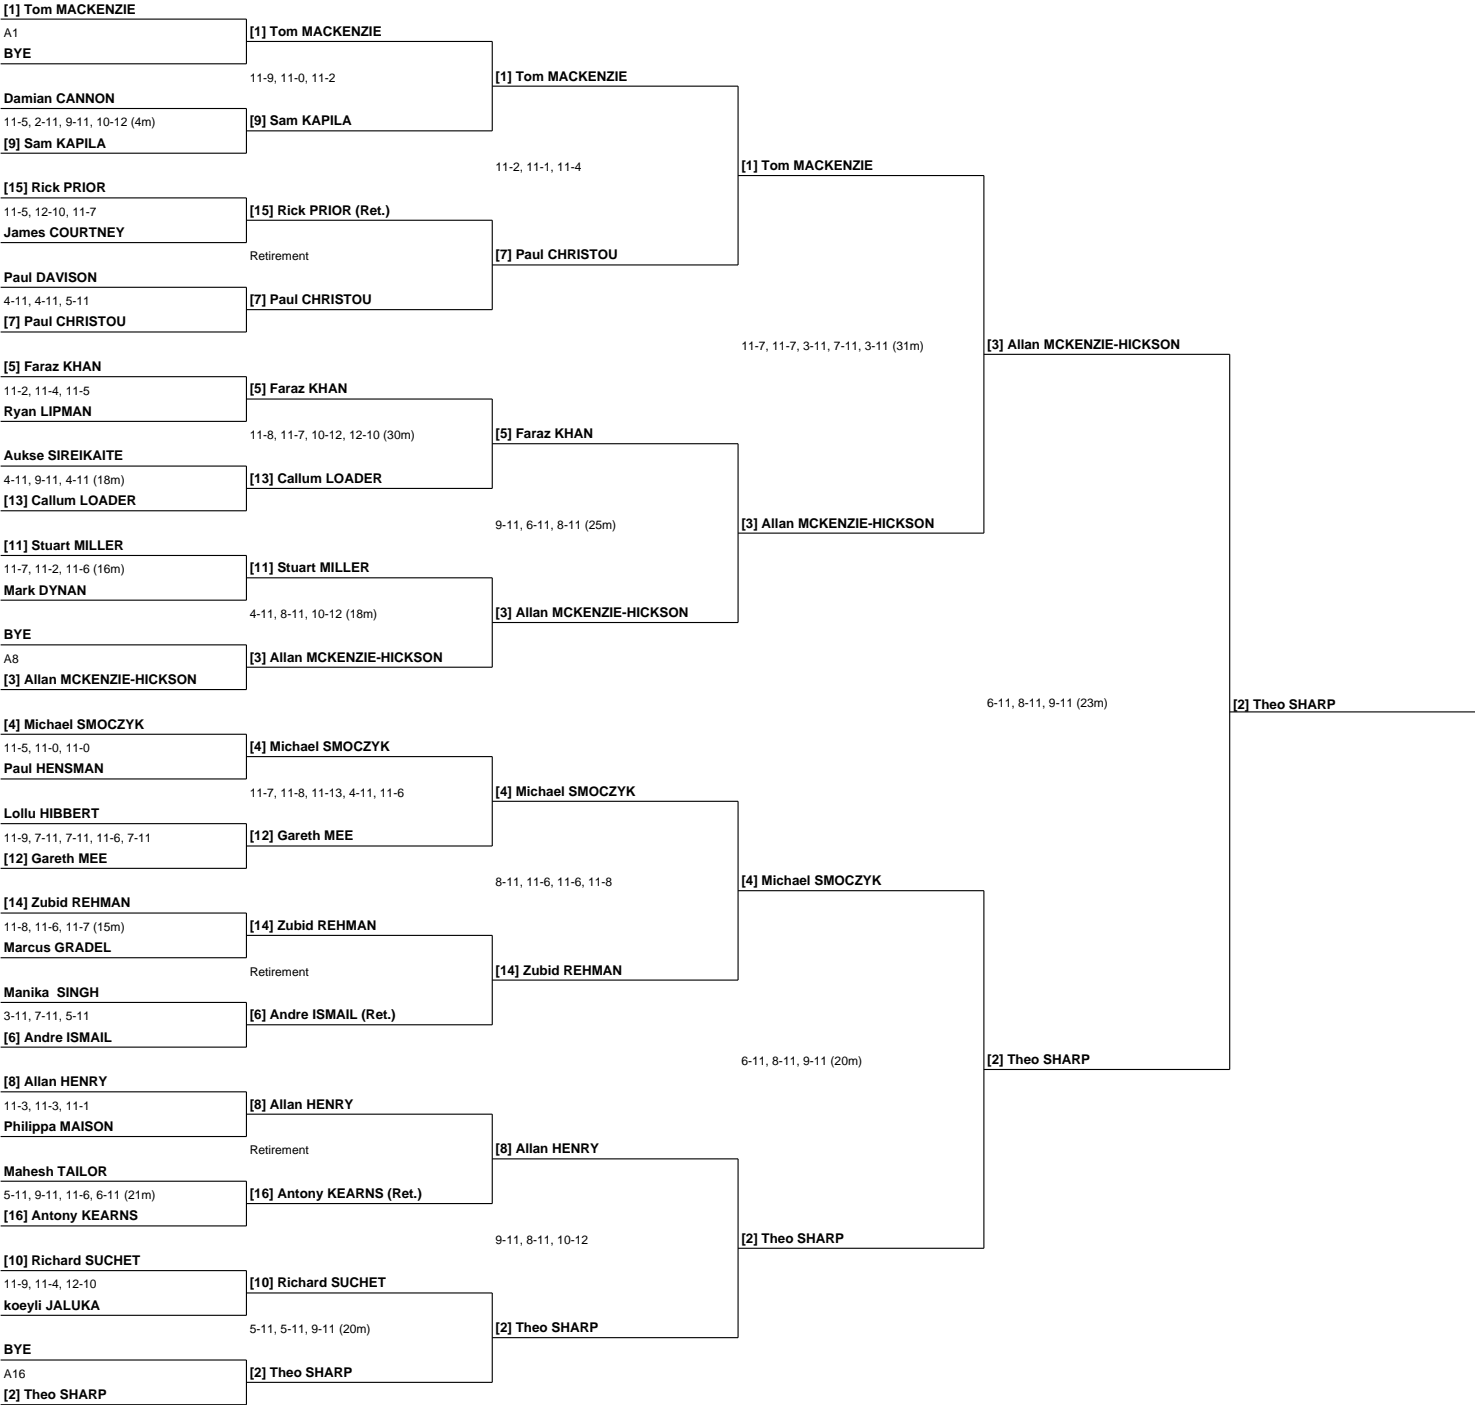 [1] Tom MACKENZIE
A1
BYE
Damian CANNON
11-5, 2-11, 9-11, 10-12 (4m)
[9] Sam KAPILA
[15] Rick PRIOR
11-5, 12-10, 11-7
James COURTNEY
Paul DAVISON
4-11, 4-11, 5-11
[7] Paul CHRISTOU
[5] Faraz KHAN
11-2, 11-4, 11-5
Ryan LIPMAN
Aukse SIREIKAITE
4-11, 9-11, 4-11 (18m)
[13] Callum LOADER
[11] Stuart MILLER
11-7, 11-2, 11-6 (16m)
Mark DYNAN
BYE
A8
[3] Allan MCKENZIE-HICKSON
[4] Michael SMOCZYK
11-5, 11-0, 11-0
Paul HENSMAN
Lollu HIBBERT
11-9, 7-11, 7-11, 11-6, 7-11
[12] Gareth MEE
[14] Zubid REHMAN
11-8, 11-6, 11-7 (15m)
Marcus GRADEL
Manika  SINGH
3-11, 7-11, 5-11
[6] Andre ISMAIL
[8] Allan HENRY
11-3, 11-3, 11-1
Philippa MAISON
Mahesh TAILOR
5-11, 9-11, 11-6, 6-11 (21m)
[16] Antony KEARNS
[10] Richard SUCHET
11-9, 11-4, 12-10
koeyli JALUKA
BYE
A16
[2] Theo SHARP
[1] Tom MACKENZIE
11-9, 11-0, 11-2
[9] Sam KAPILA
[15] Rick PRIOR (Ret.)
Retirement
[7] Paul CHRISTOU
[5] Faraz KHAN
11-8, 11-7, 10-12, 12-10 (30m)
[13] Callum LOADER
[11] Stuart MILLER
4-11, 8-11, 10-12 (18m)
[3] Allan MCKENZIE-HICKSON
[4] Michael SMOCZYK
11-7, 11-8, 11-13, 4-11, 11-6
[12] Gareth MEE
[14] Zubid REHMAN
Retirement
[6] Andre ISMAIL (Ret.)
[8] Allan HENRY
Retirement
[16] Antony KEARNS (Ret.)
[10] Richard SUCHET
5-11, 5-11, 9-11 (20m)
[2] Theo SHARP
[1] Tom MACKENZIE
11-2, 11-1, 11-4
[7] Paul CHRISTOU
[5] Faraz KHAN
9-11, 6-11, 8-11 (25m)
[3] Allan MCKENZIE-HICKSON
[4] Michael SMOCZYK
8-11, 11-6, 11-6, 11-8
[14] Zubid REHMAN
[8] Allan HENRY
9-11, 8-11, 10-12
[2] Theo SHARP
[1] Tom MACKENZIE
11-7, 11-7, 3-11, 7-11, 3-11 (31m)
[3] Allan MCKENZIE-HICKSON
[4] Michael SMOCZYK
6-11, 8-11, 9-11 (20m)
[2] Theo SHARP
[3] Allan MCKENZIE-HICKSON
6-11, 8-11, 9-11 (23m)
[2] Theo SHARP
[2] Theo SHARP